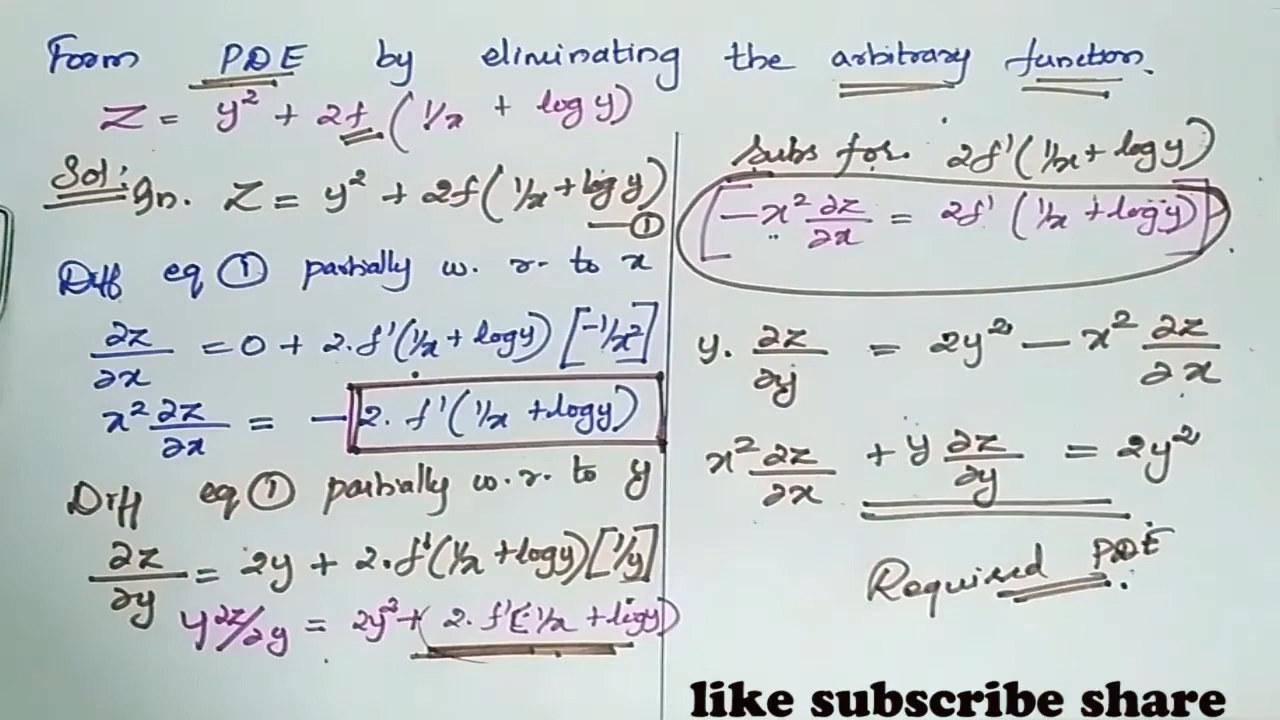 Form PDE by eliminating the arbitrary function.
Z = y² + 2f (1/x + log y)
Sol: Gn. Z = y² + 2f(1/x + log y) — ①
Diff eq ① partially w. r. to x
∂z/∂x = 0 + 2.f'(1/x + log y) [-1/x²]
x² ∂z/∂x = - 2. f'(1/x + log y)
Diff eq ① partially w. r. to y
∂z/∂y = 2y + 2.f'(1/x + log y) [1/y]
y ∂z/∂y = 2y² + 2. f'(1/x + log y)
Subs for. 2f'(1/x + log y)
[-x² ∂z/∂x = 2f' (1/x + log y)]
y. ∂z/∂y = 2y² - x² ∂z/∂x
x² ∂z/∂x + y ∂z/∂y = 2y²
Required PDE.
like subscribe share